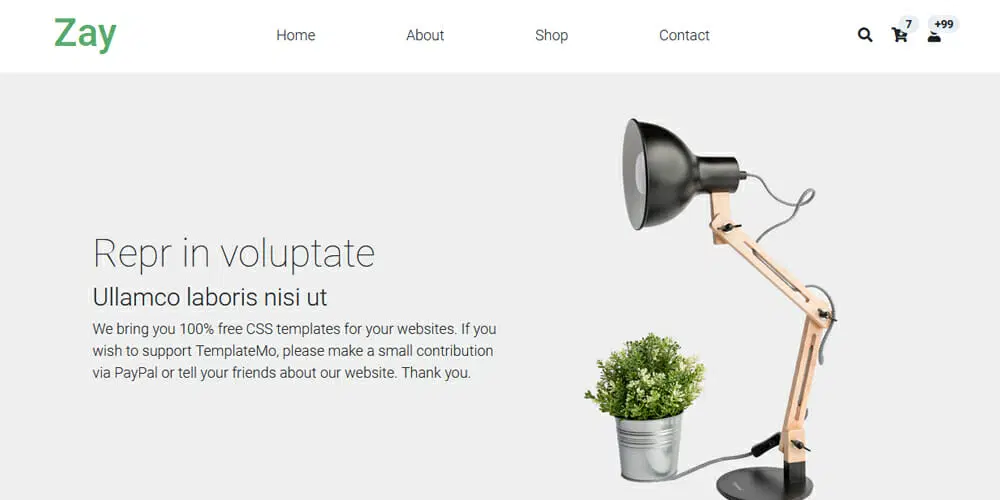 Zay
Home About Shop Contact
7 +99
Repr in voluptate
Ullamco laboris nisi ut
We bring you 100% free CSS templates for your websites. If you
wish to support TemplateMo, please make a small contribution
via PayPal or tell your friends about our website. Thank you.